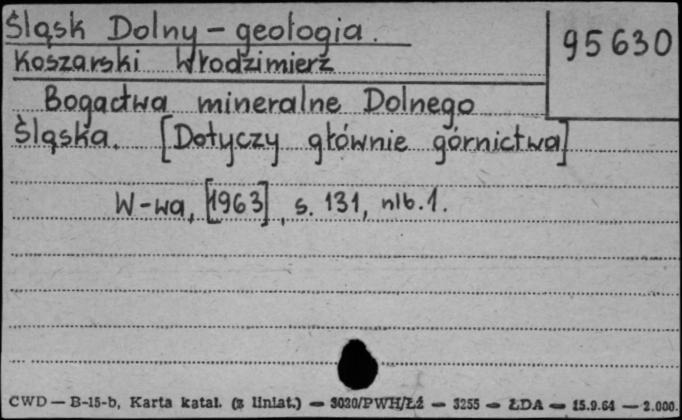 Śląsk Dolny - geologia.
95630
Koszarski Włodzimierz
Bogactwa mineralne Dolnego
Śląska. [Dotyczy głównie górnictwa]
W-wa, [1963], s. 131, nlb. 1.
CWD — B-15-b, Karta katal. (z liniat.) — 3030/PWH/Łź — 3255 — ŁDA — 15.9.64 — 2.000.